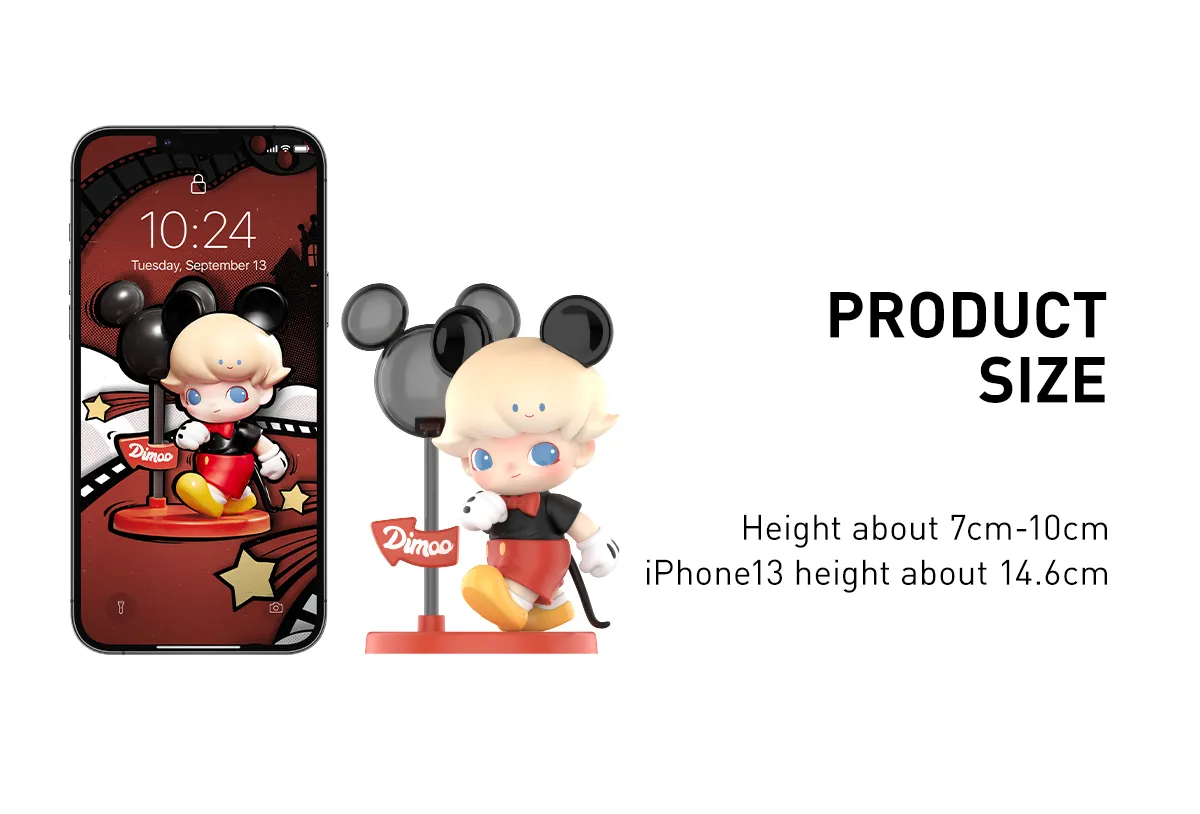 10:24
Tuesday, September 13
Dimoo
Dimoo
PRODUCT
SIZE
Height about 7cm-10cm
iPhone13 height about 14.6cm